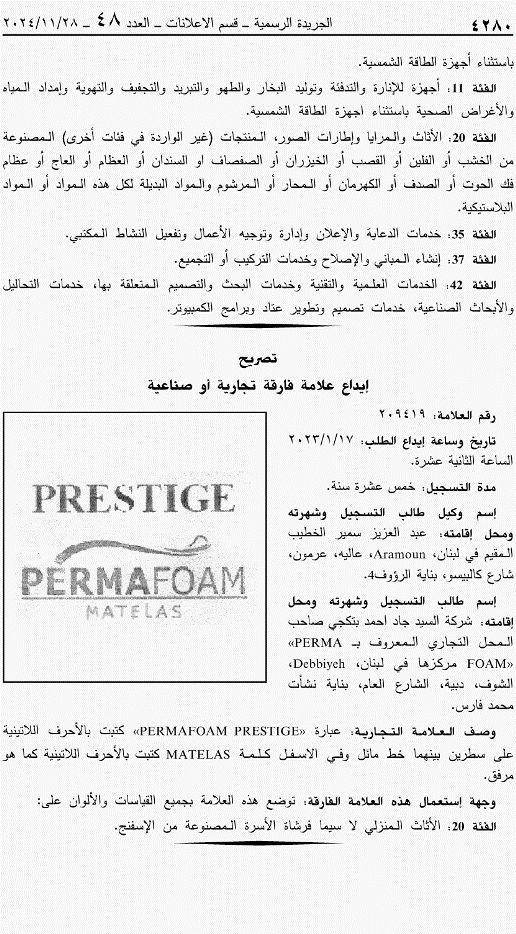 ٤٢٨٠ الجريدة الرسمية – قسم الاعلانات – العدد ٤٨ – ٢٠٢٤/١١/٢٨
باستثناء أجهزة الطاقة الشمسية.
الفئة 11: أجهزة للإنارة والتدفئة وتوليد البخار والطهو والتبريد والتجفيف والتهوية وإمداد المياه
والأغراض الصحية باستثناء اجهزة الطاقة الشمسية.
الفئة 20: الأثاث والمرايا وإطارات الصور، المنتجات (غير الواردة في فئات أخرى) المصنوعة
من الخشب أو الفلين أو القصب أو الخيزران أو الصفصاف او السندان أو العظام أو العاج أو عظام
فك الحوت أو الصدف أو الكهرمان أو المحار أو المرشوم والمواد البديلة لكل هذه المواد أو المواد
البلاستيكية.
الفئة 35: خدمات الدعاية والإعلان وإدارة وتوجيه الأعمال وتفعيل النشاط المكتبي.
الفئة 37: إنشاء المباني والإصلاح وخدمات التركيب أو التجميع.
الفئة 42: الخدمات العلمية والتقنية وخدمات البحث والتصميم المتعلقة بها، خدمات التحاليل
والأبحاث الصناعية، خدمات تصميم وتطوير عتاد وبرامج الكمبيوتر.
تصريح
إيداع علامة فارقة تجارية أو صناعية
رقم العلامة: ٢٠٩٤١٩
تاريخ وساعة إيداع الطلب: ٢٠٢٣/١/١٧
الساعة الثانية عشرة.
مدة التسجيل: خمس عشرة سنة.
إسم وكيل طالب التسجيل وشهرته
ومحل إقامته: عبد العزيز سمير الخطيب
المقيم في لبنان، Aramoun، عاليه، عرمون،
شارع كالبيسو، بناية الرؤوف4.
إسم طالب التسجيل وشهرته ومحل
إقامته: شركة السيد جاد احمد بتكجي صاحب
المحل التجاري المعروف بـ «PERMA
FOAM» مركزها في لبنان، Debbiyeh،
الشوف، دبية، الشارع العام، بناية نشأت
محمد فارس.
PRESTIGE
PERMAFOAM
MATELAS
وصف العلامة التجارية: عبارة «PERMAFOAM PRESTIGE» كتبت بالأحرف اللاتينية
على سطرين بينهما خط مائل وفي الاسفل كلمة MATELAS كتبت بالأحرف اللاتينية كما هو
مرفق.
وجهة إستعمال هذه العلامة الفارقة: توضع هذه العلامة بجميع القياسات والألوان على:
الفئة 20: الأثاث المنزلي لا سيما فرشاة الأسرة المصنوعة من الإسفنج.